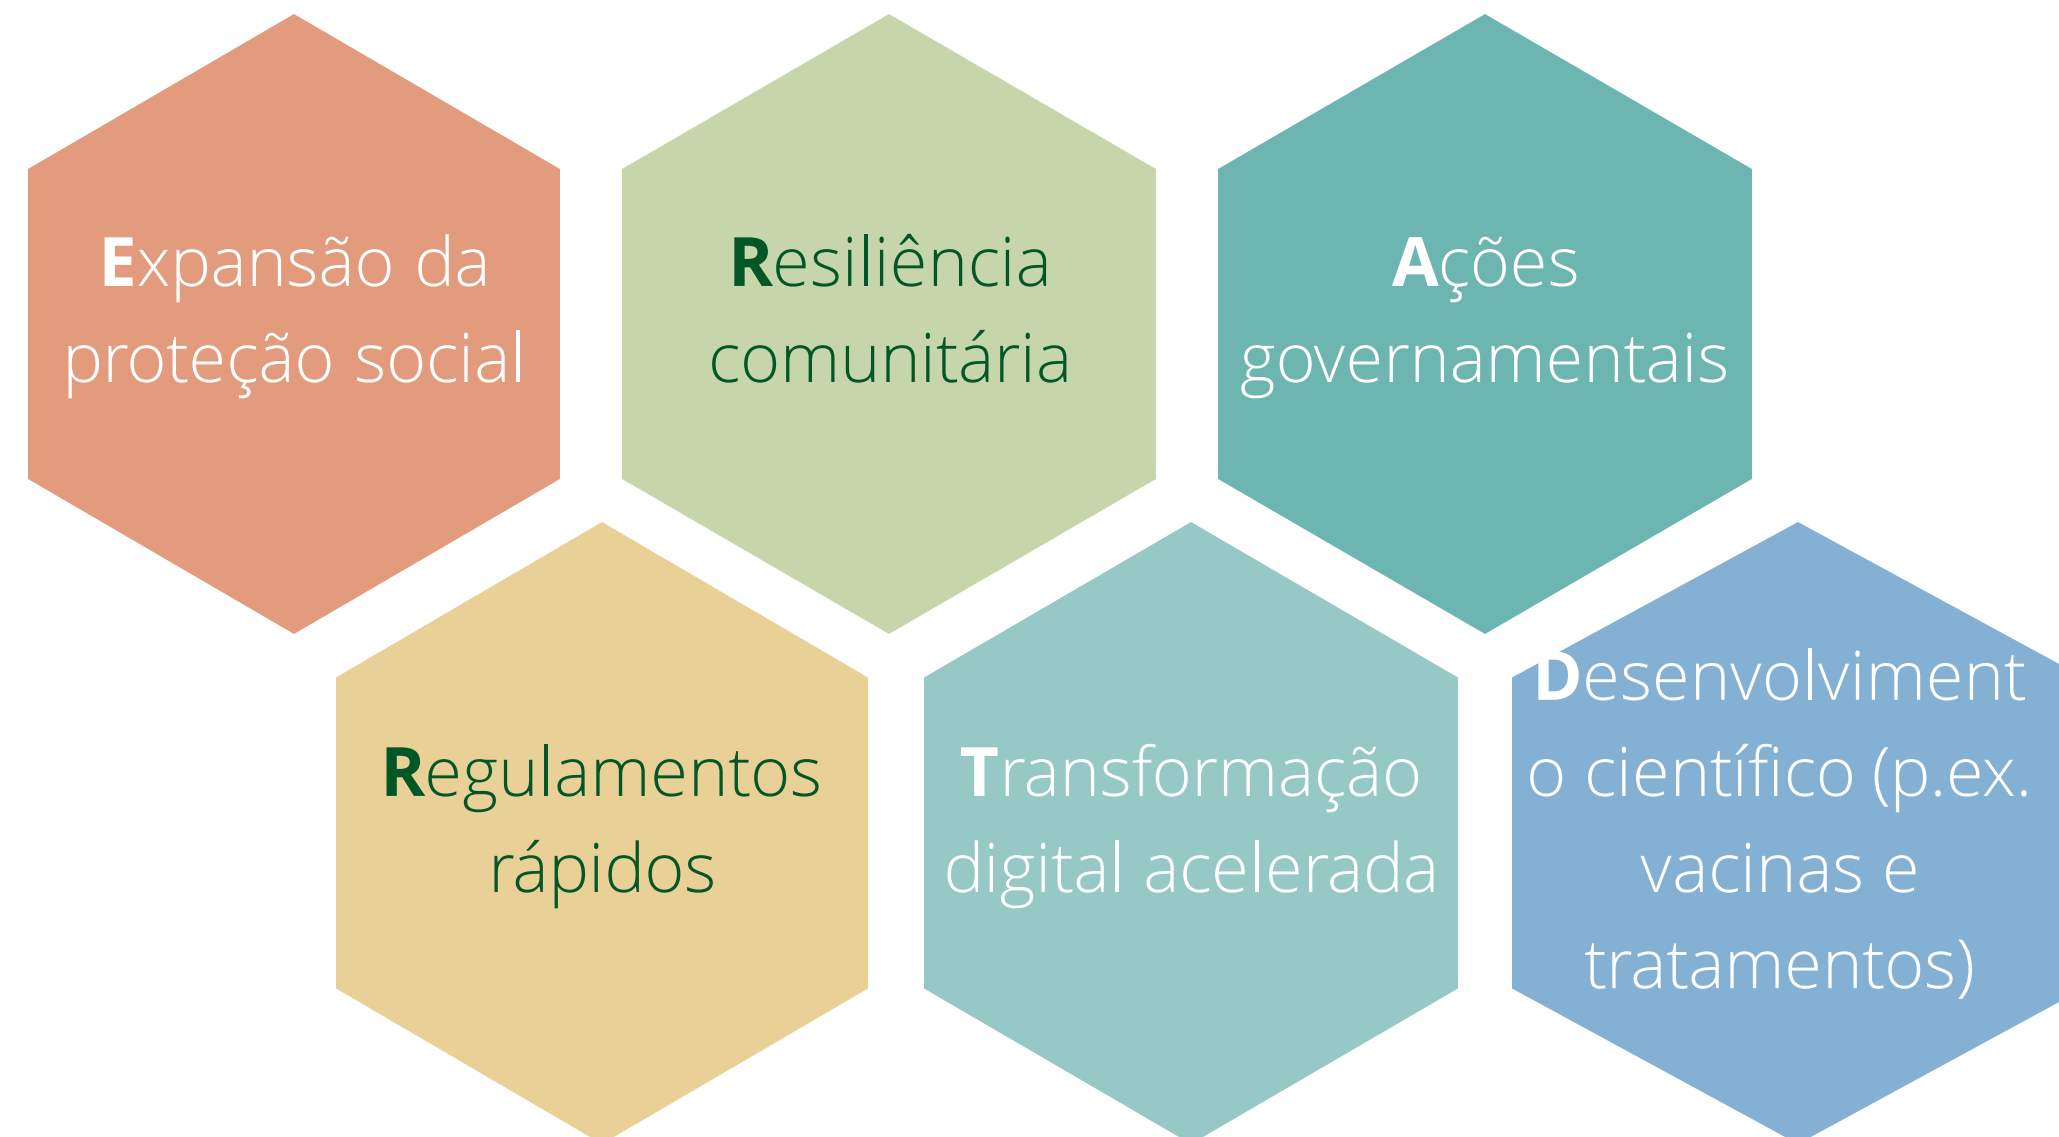 Expansão da
proteção social
Resiliência
comunitária
Ações
governamentais
Regulamentos
rápidos
Transformação
digital acelerada
Desenvolviment
o científico (p.ex.
vacinas e
tratamentos)